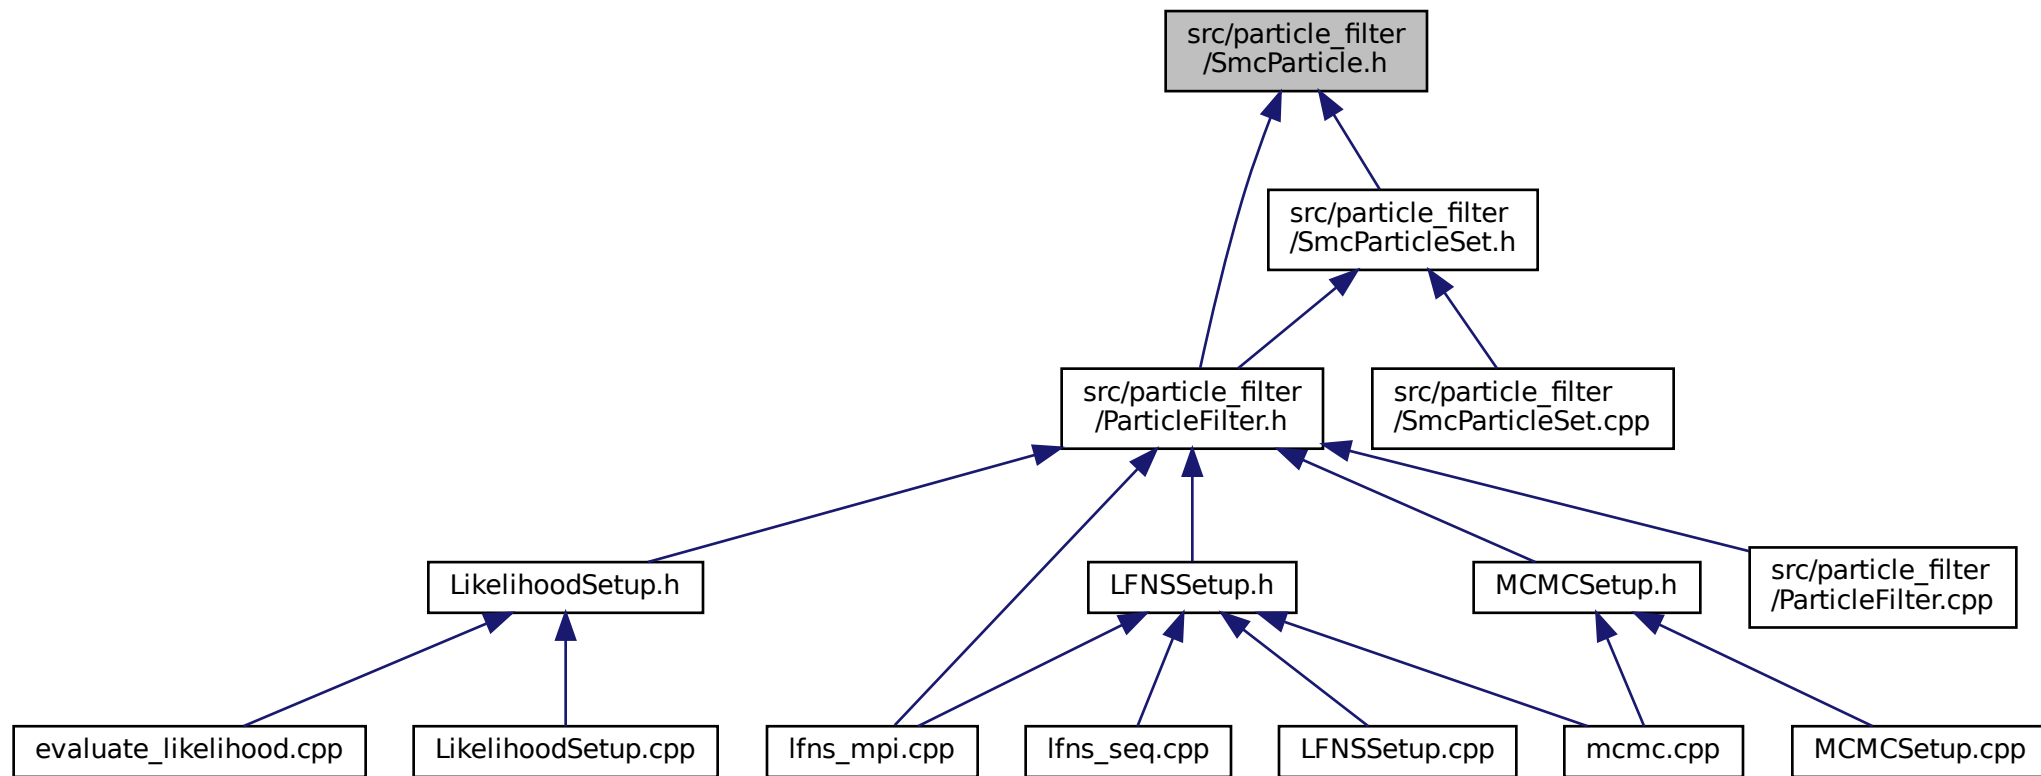 src/particle_filter
/SmcParticle.h
src/particle_filter
/SmcParticleSet.h
src/particle_filter
/ParticleFilter.h
src/particle_filter
/SmcParticleSet.cpp
LikelihoodSetup.h
LFNSSetup.h
MCMCSetup.h
src/particle_filter
/ParticleFilter.cpp
evaluate_likelihood.cpp
LikelihoodSetup.cpp
lfns_mpi.cpp
lfns_seq.cpp
LFNSSetup.cpp
mcmc.cpp
MCMCSetup.cpp